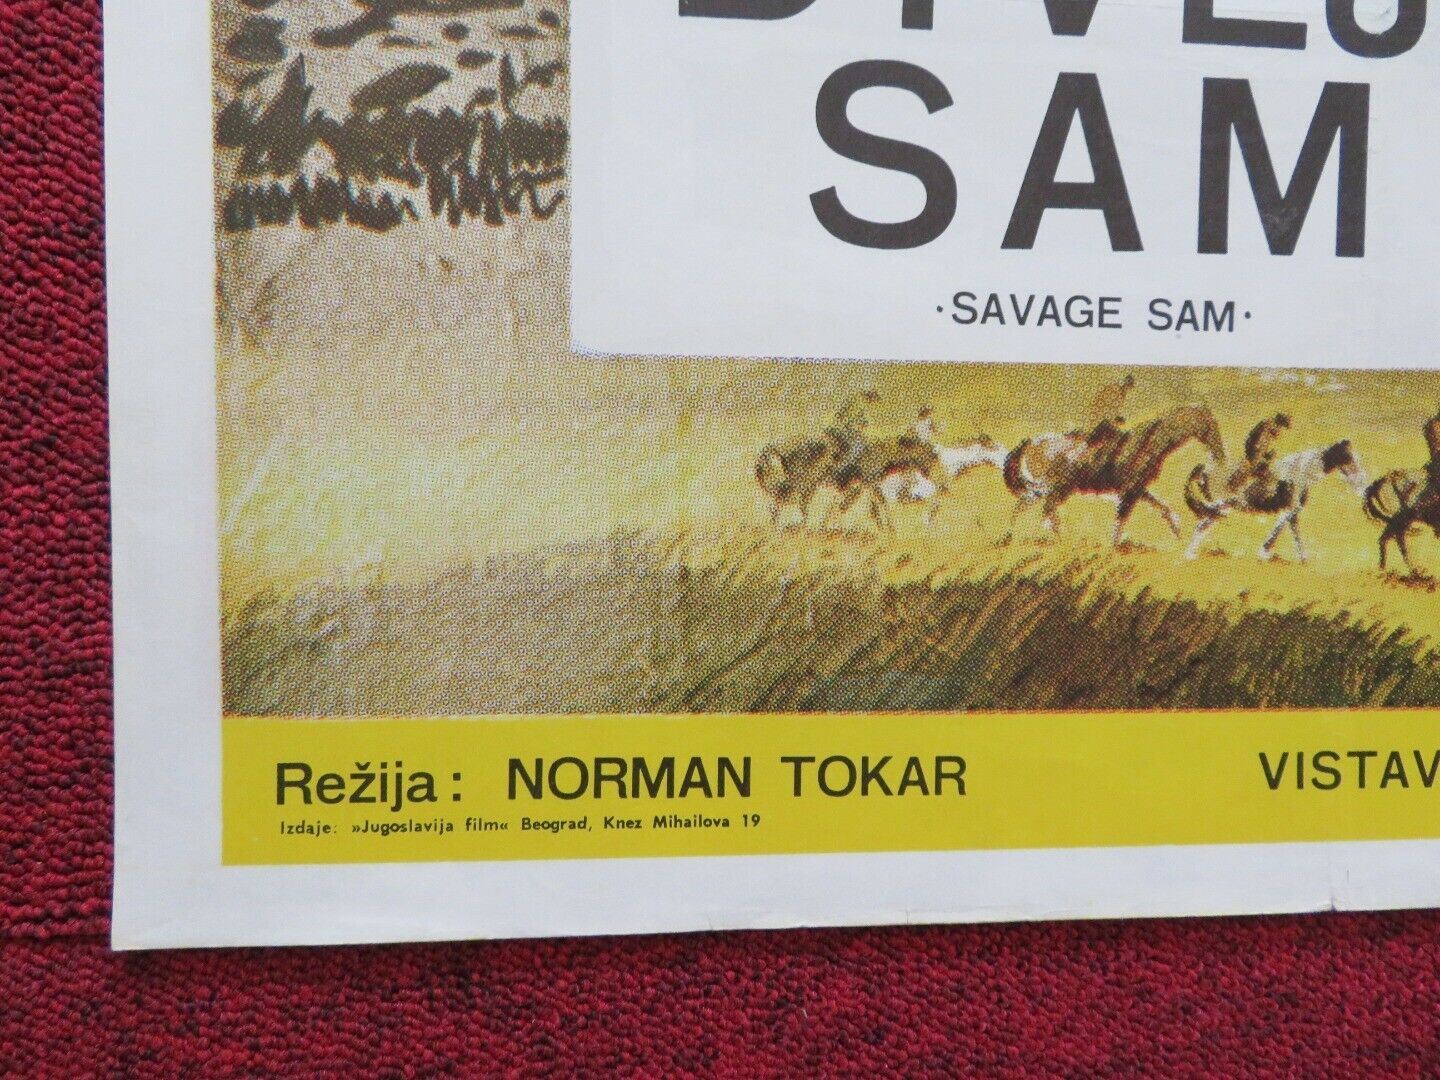 SAM
·SAVAGE SAM·
Režija: NORMAN TOKAR
Izdaje: »Jugoslavija film« Beograd, Knez Mihailova 19